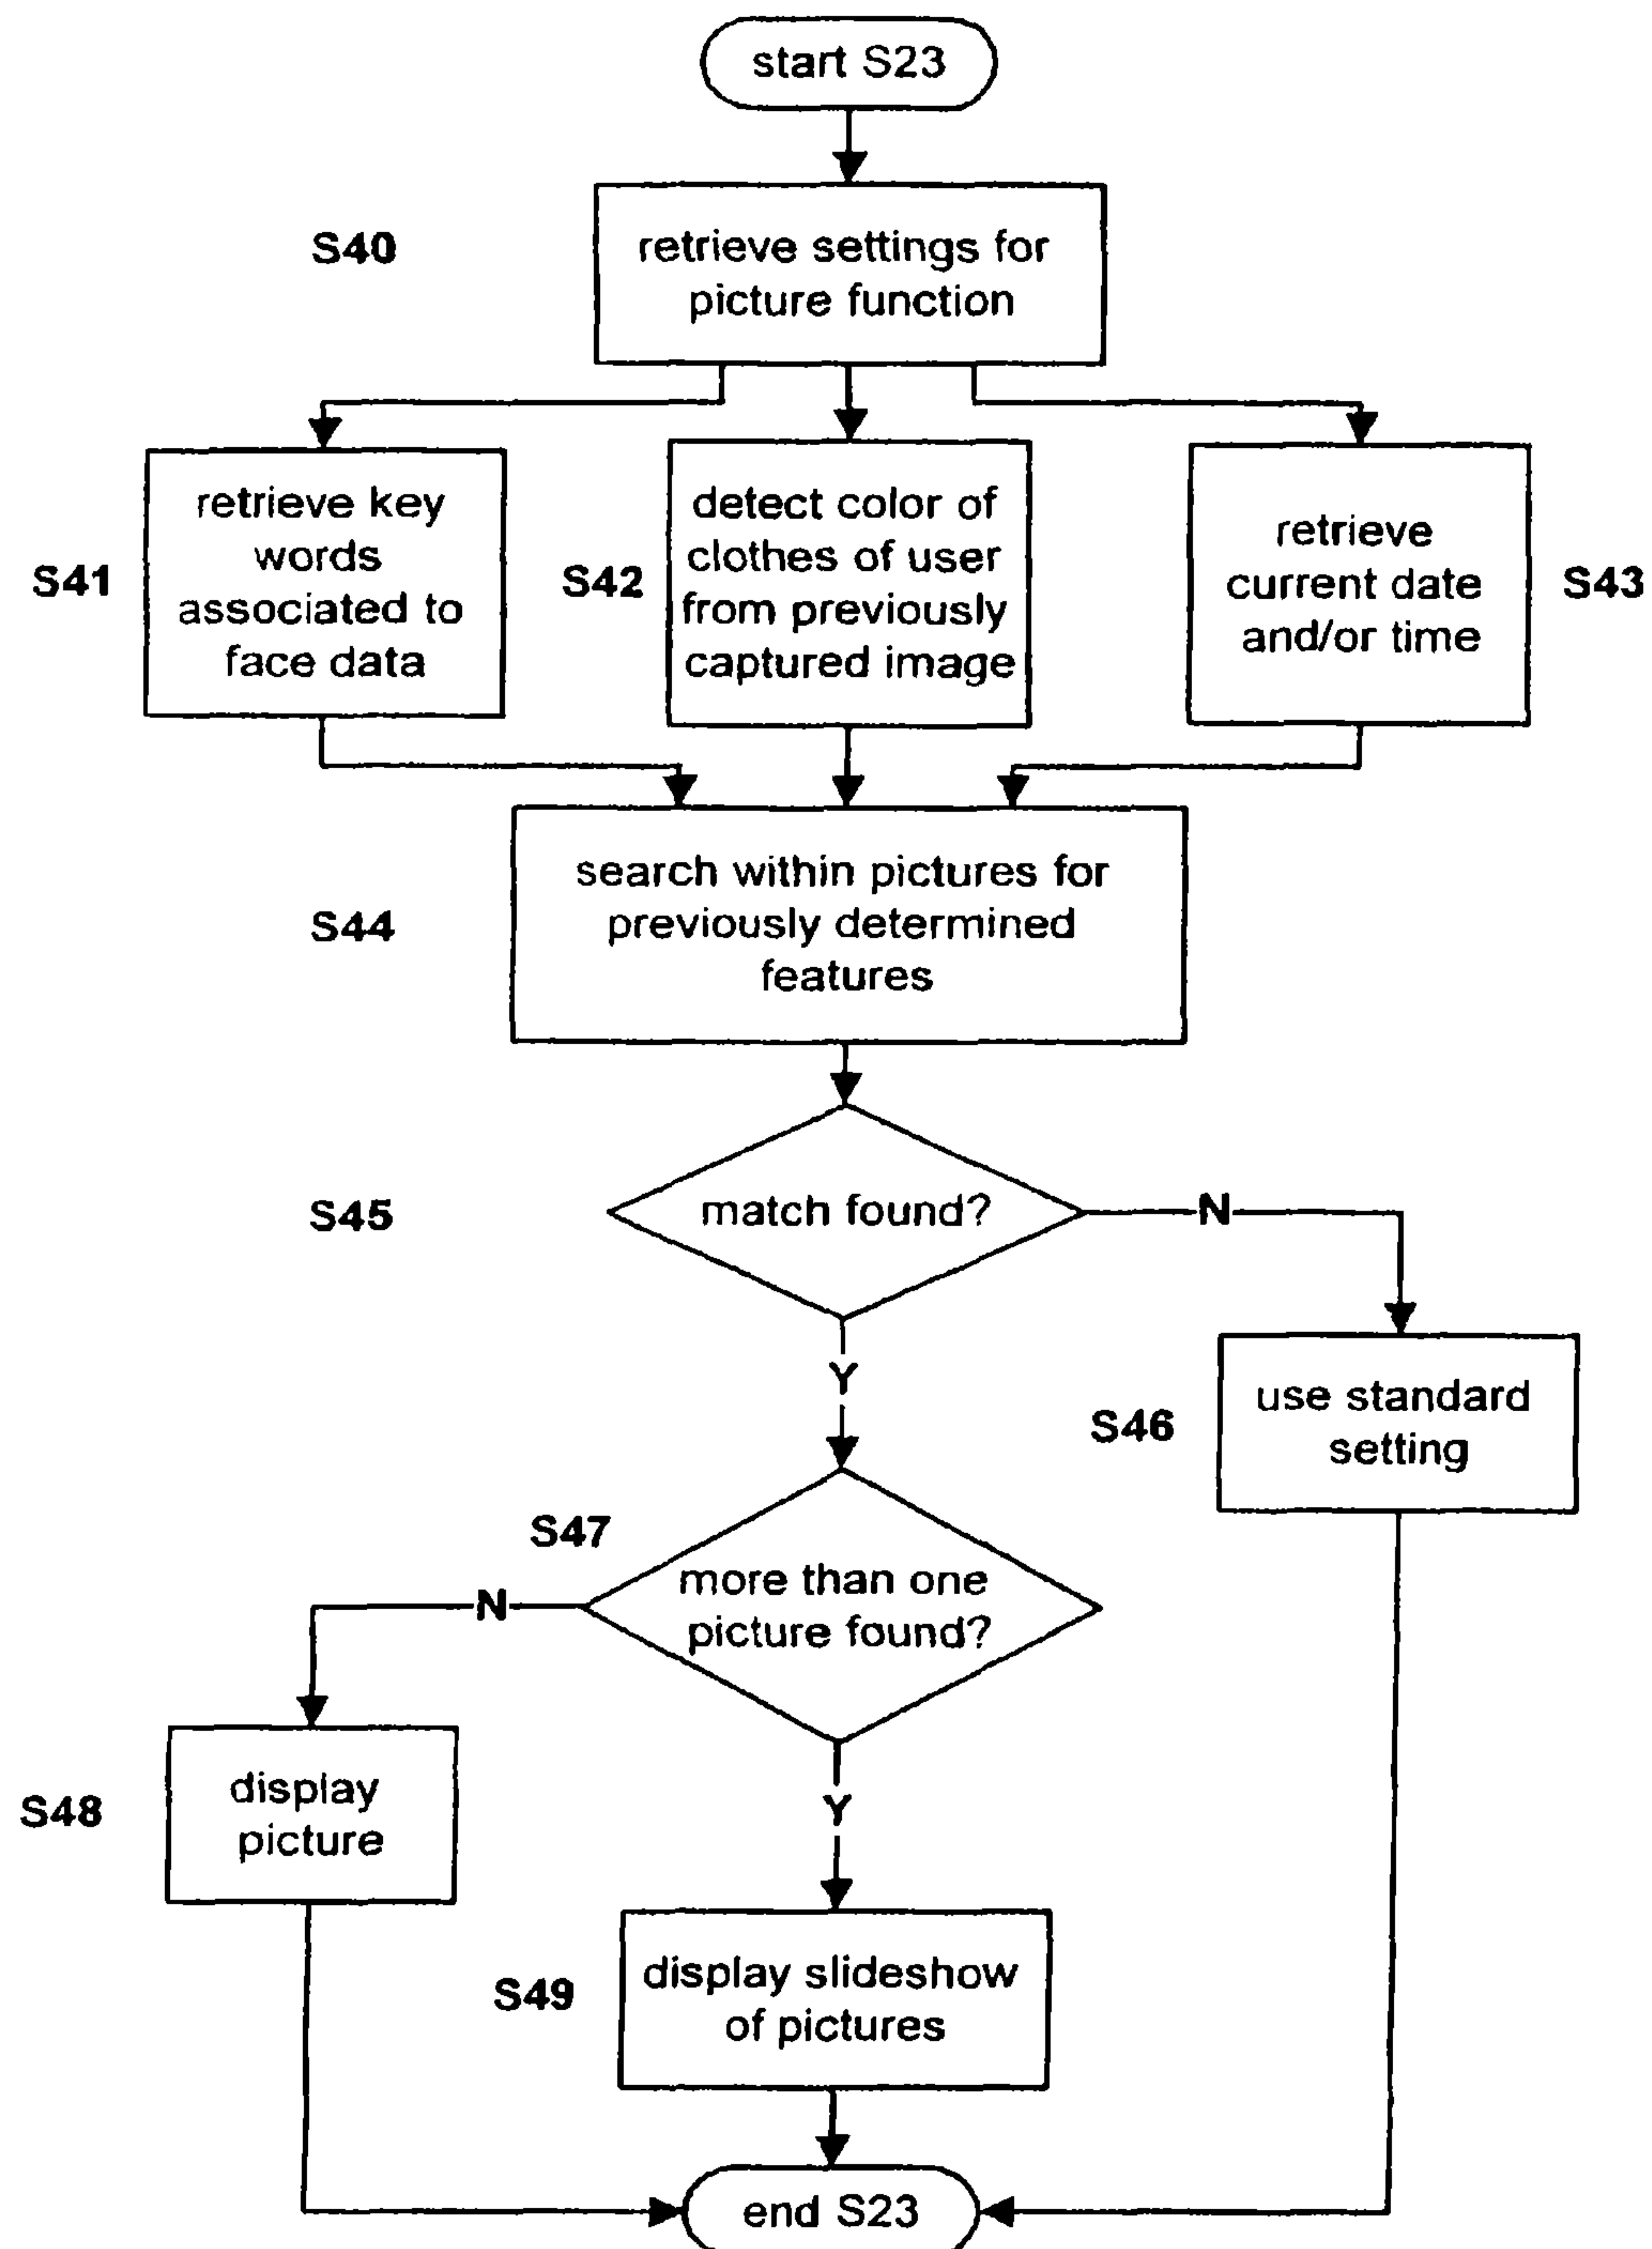 start S23
S40
retrieve settings for
picture function
S41
retrieve key
words
associated to
face data
S42
detect color of
clothes of user
from previously
captured image
retrieve
current date
and/or time
S43
S44
search within pictures for
previously determined
features
S45
match found?
N
Y
S46
use standard
setting
S47
more than one
picture found?
N
Y
S48
display
picture
S49
display slideshow
of pictures
end S23